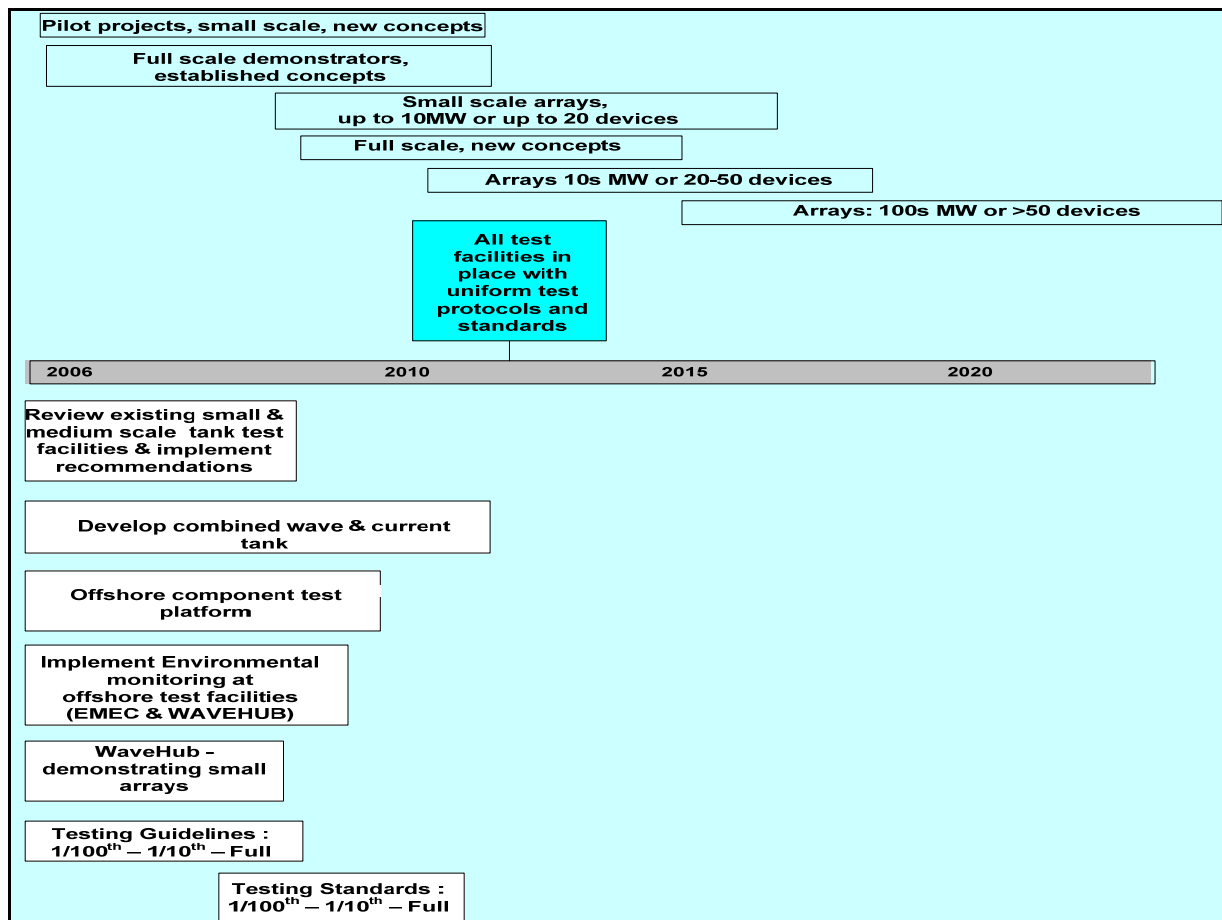 Pilot projects, small scale, new concepts
Full scale demonstrators,
established concepts
Small scale arrays,
up to 10MW or up to 20 devices
Full scale, new concepts
Arrays 10s MW or 20-50 devices
Arrays: 100s MW or >50 devices
All test
facilities in
place with
uniform test
protocols and
standards
2006 2010 2015 2020
Review existing small &
medium scale tank test
facilities & implement
recommendations
Develop combined wave & current
tank
Offshore component test
platform
Implement Environmental
monitoring at
offshore test facilities
(EMEC & WAVEHUB)
WaveHub -
demonstrating small
arrays
Testing Guidelines :
1/100th – 1/10th – Full
Testing Standards :
1/100th – 1/10th – Full